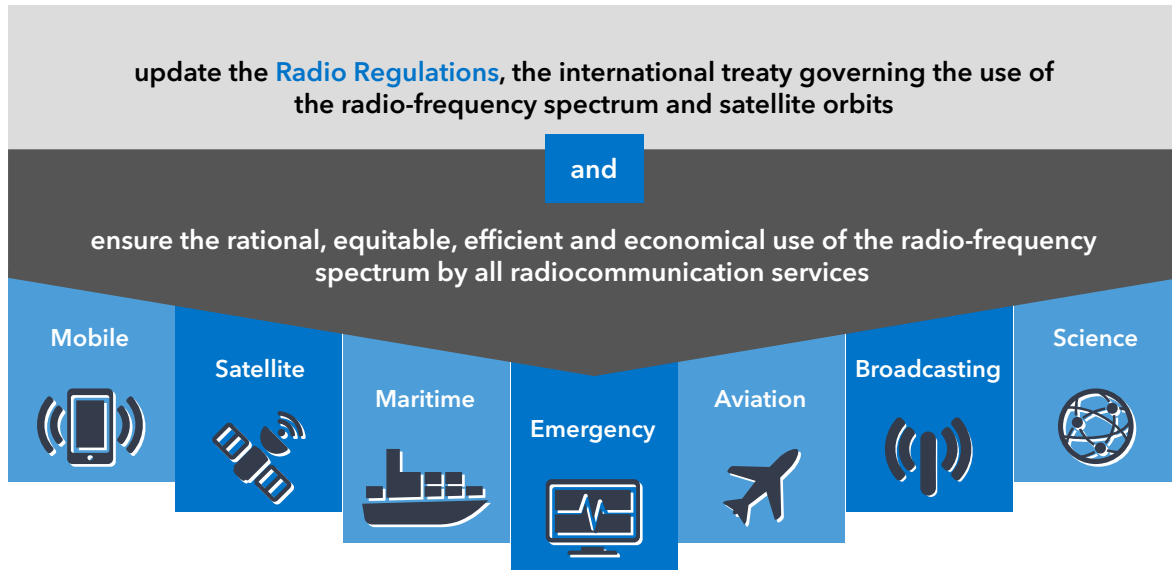 update the Radio Regulations, the international treaty governing the use of
the radio-frequency spectrum and satellite orbits
and
ensure the rational, equitable, efficient and economical use of the radio-frequency
spectrum by all radiocommunication services
Mobile
Satellite
Maritime
Emergency
Aviation
Broadcasting
Science